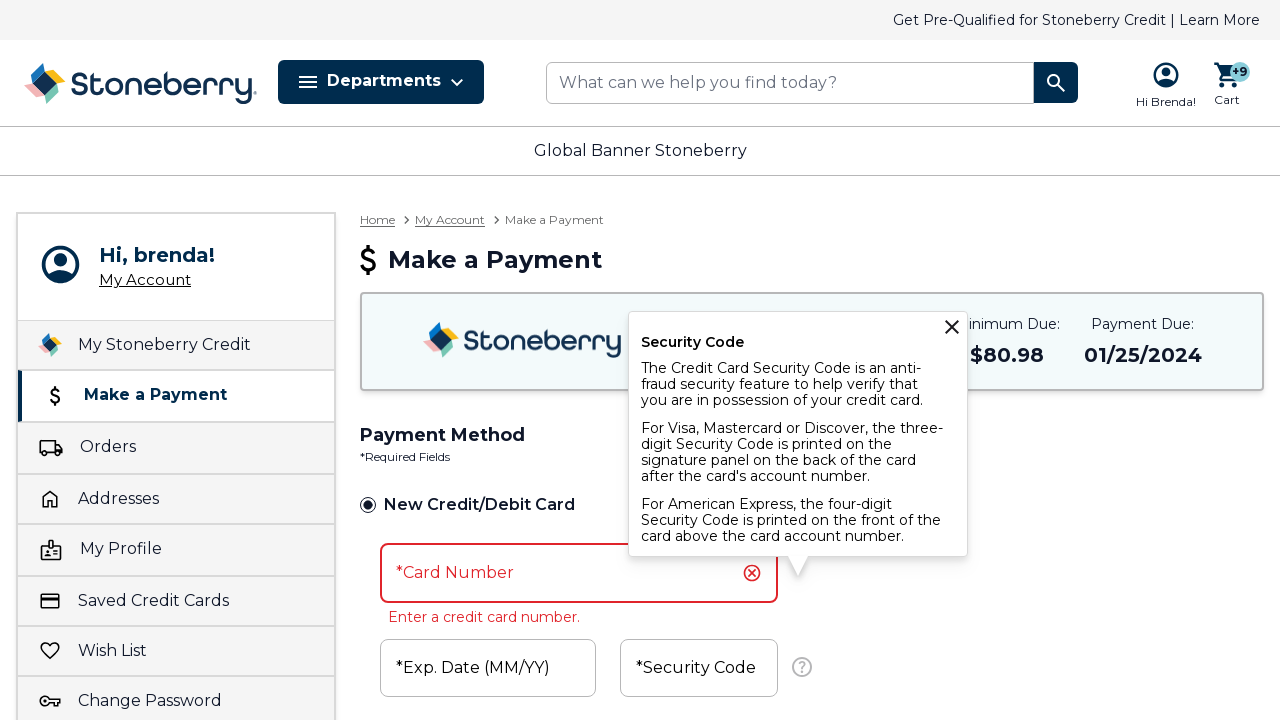 Get Pre-Qualified for Stoneberry Credit | Learn More
Stoneberry
Departments
What can we help you find today?
Hi Brenda!
+9
Cart
Global Banner Stoneberry
Hi, brenda!
My Account
My Stoneberry Credit
Make a Payment
Orders
Addresses
My Profile
Saved Credit Cards
Wish List
Change Password
Home
My Account
Make a Payment
$ Make a Payment
Stoneberry
Payment Due:
$80.98
01/25/2024
Security Code
The Credit Card Security Code is an anti-
fraud security feature to help verify that
you are in possession of your credit card.
For Visa, Mastercard or Discover, the three-
digit Security Code is printed on the
signature panel on the back of the card
after the card's account number.
For American Express, the four-digit
Security Code is printed on the front of the
card above the card account number.
Payment Method
*Required Fields
New Credit/Debit Card
*Card Number
Enter a credit card number.
*Exp. Date (MM/YY)
*Security Code